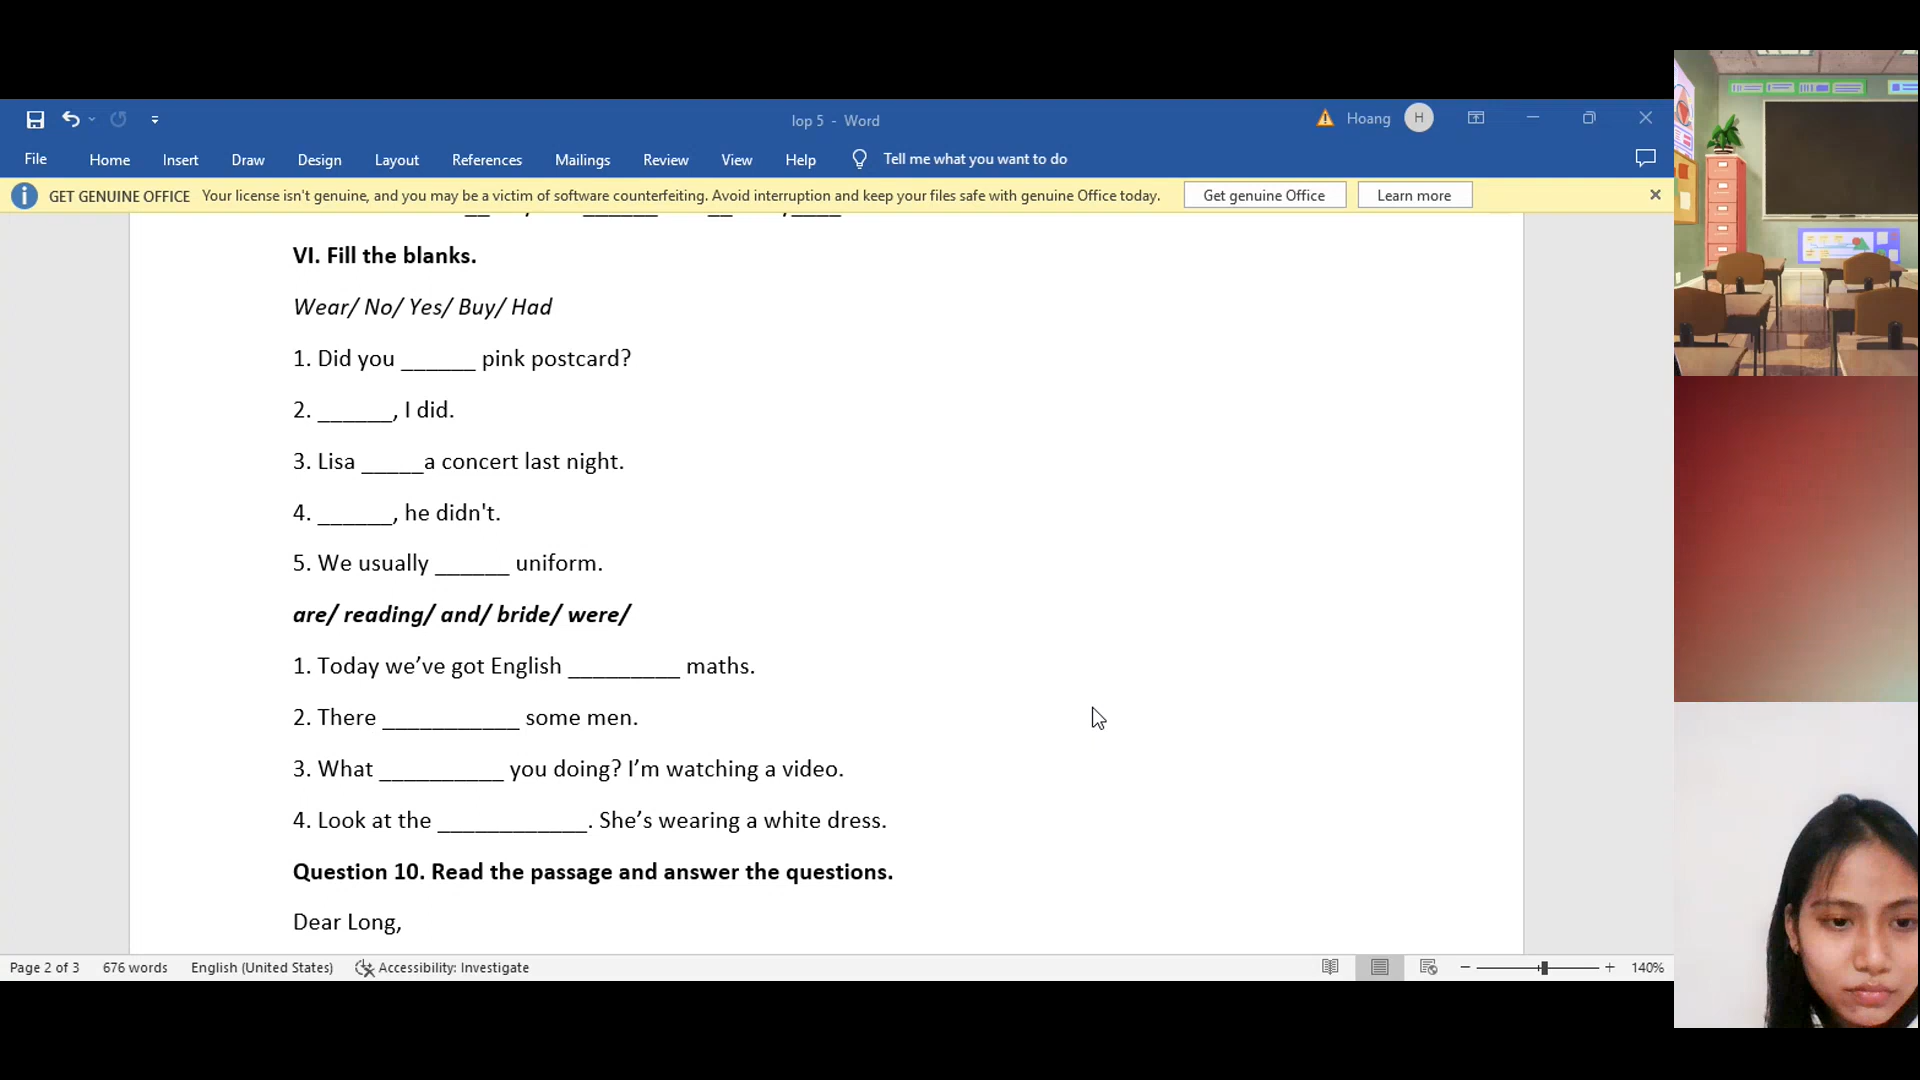 lop 5 - Word
Hoang
H
File Home Insert Draw Design Layout References Mailings Review View Help Tell me what you want to do
GET GENUINE OFFICE Your license isn't genuine, and you may be a victim of software counterfeiting. Avoid interruption and keep your files safe with genuine Office today. Get genuine Office Learn more
VI. Fill the blanks.
Wear/ No/ Yes/ Buy/ Had
1. Did you ______ pink postcard?
2. ______, I did.
3. Lisa _____a concert last night.
4. ______, he didn't.
5. We usually ______ uniform.
are/ reading/ and/ bride/ were/
1. Today we’ve got English _________ maths.
2. There ___________ some men.
3. What __________ you doing? I’m watching a video.
4. Look at the ____________. She’s wearing a white dress.
Question 10. Read the passage and answer the questions.
Dear Long,
Page 2 of 3 676 words English (United States) Accessibility: Investigate 140%